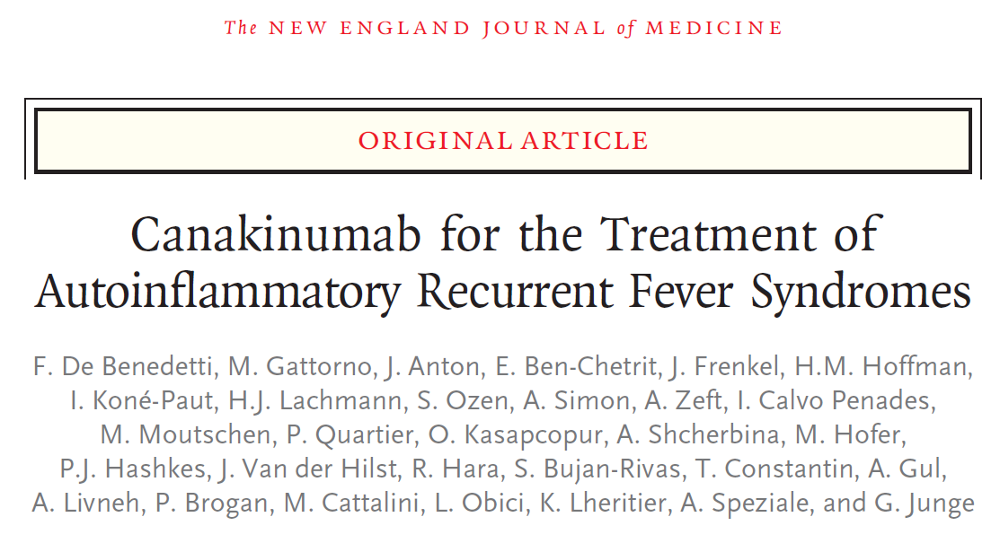 The NEW ENGLAND JOURNAL of MEDICINE
ORIGINAL ARTICLE
Canakinumab for the Treatment of
Autoinflammatory Recurrent Fever Syndromes
F. De Benedetti, M. Gattorno, J. Anton, E. Ben-Chetrit, J. Frenkel, H.M. Hoffman,
I. Koné-Paut, H.J. Lachmann, S. Ozen, A. Simon, A. Zeft, I. Calvo Penades,
M. Moutschen, P. Quartier, O. Kasapcopur, A. Shcherbina, M. Hofer,
P.J. Hashkes, J. Van der Hilst, R. Hara, S. Bujan-Rivas, T. Constantin, A. Gul,
A. Livneh, P. Brogan, M. Cattalini, L. Obici, K. Lheritier, A. Speziale, and G. Junge